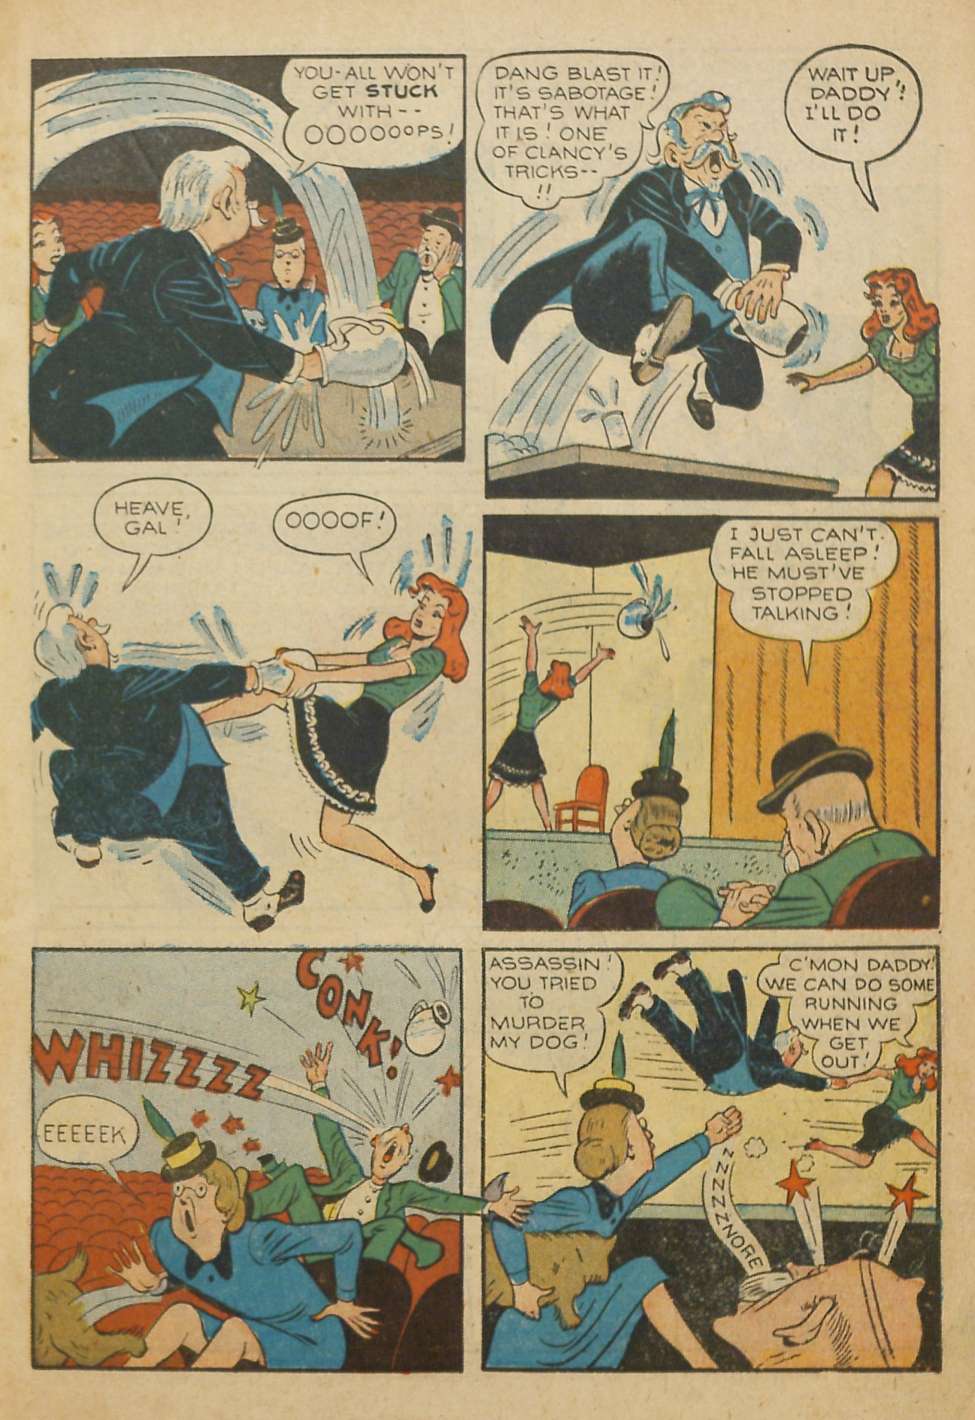 YOU-ALL WON'T
GET STUCK
WITH--
OOOOOOPS!
DANG BLAST IT!
IT'S SABOTAGE!
THAT'S WHAT
IT IS! ONE
OF CLANCY'S
TRICKS--
!!
WAIT UP,
DADDY!
I'LL DO
IT!
HEAVE,
GAL!
OOOOF!
I JUST CAN'T
FALL ASLEEP!
HE MUST'VE
STOPPED
TALKING!
WHIZZZZ
CONK!
EEEEEK
ASSASSIN!
YOU TRIED
TO
MURDER
MY DOG!
C'MON DADDY!
WE CAN DO SOME
RUNNING
WHEN WE
GET
OUT!
ZZZZZZNORE